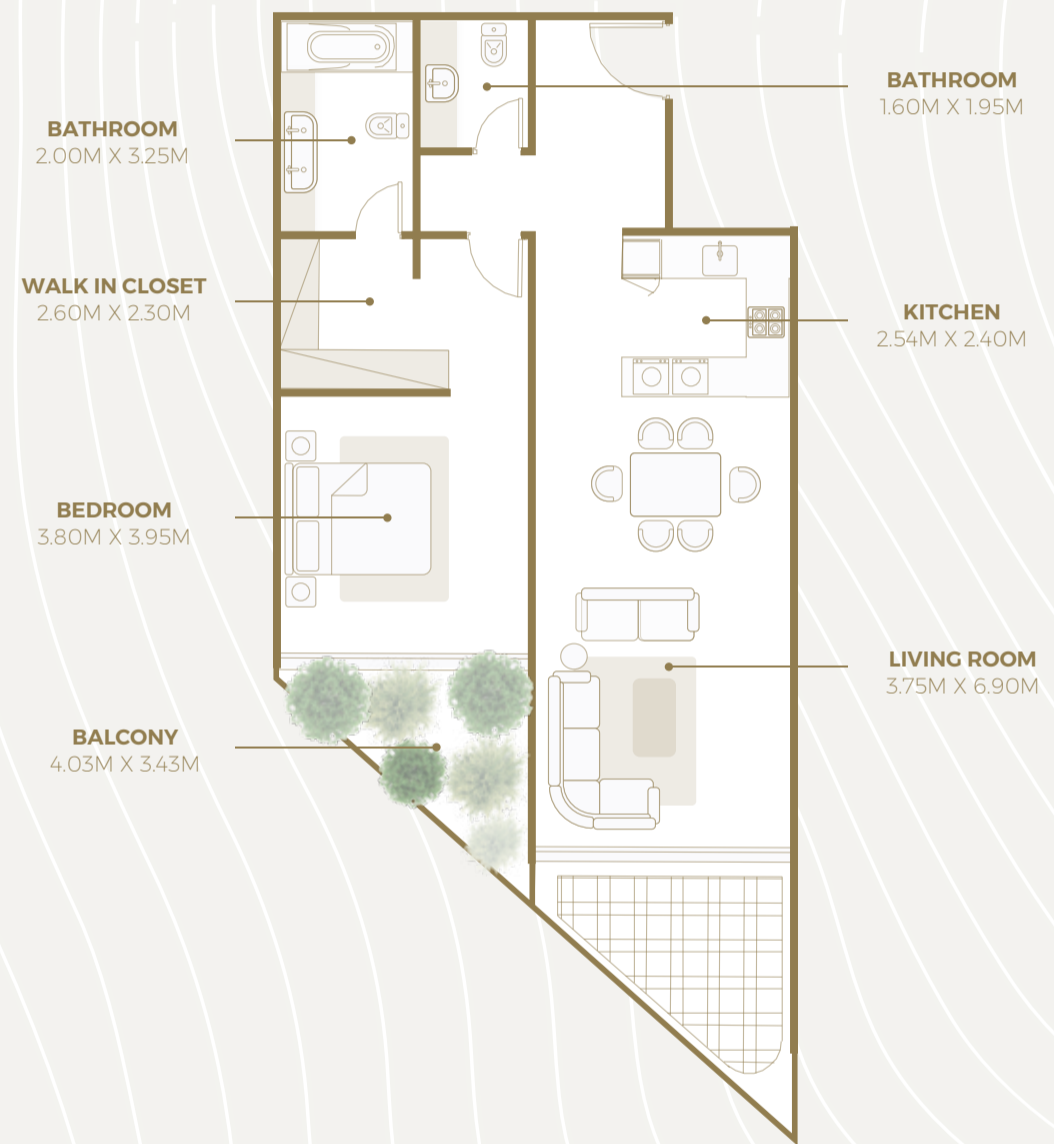 BATHROOM
1.60M X 1.95M
BATHROOM
2.00M X 3.25M
WALK IN CLOSET
2.60M X 2.30M
KITCHEN
2.54M X 2.40M
BEDROOM
3.80M X 3.95M
LIVING ROOM
3.75M X 6.90M
BALCONY
4.03M X 3.43M